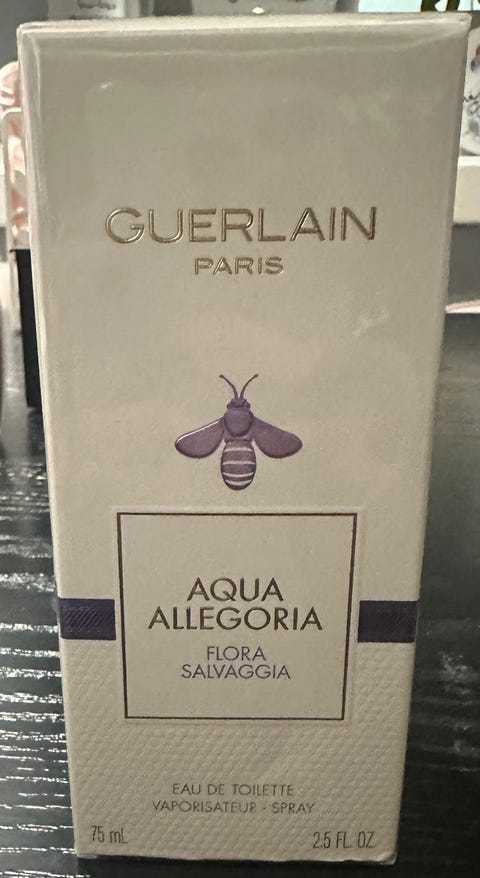 GUERLAIN
PARIS
AQUA
ALLEGORIA
FLORA
SALVAGGIA
EAU DE TOILETTE
VAPORISATEUR - SPRAY
75 mL 2.5 FL. OZ.